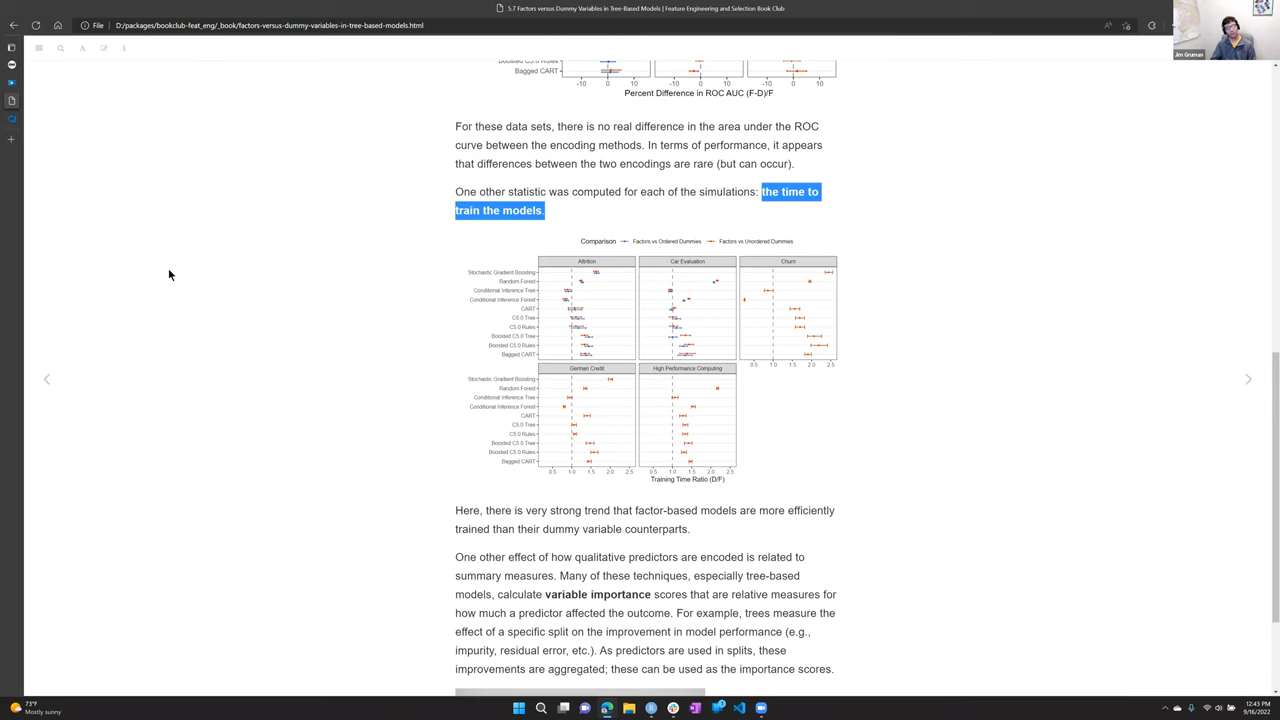 5.7 Factors versus Dummy Variables in Tree-Based Models | Feature Engineering and Selection Book Club
File
D:/packages/bookclub-feat_eng/_book/factors-versus-dummy-variables-in-tree-based-models.html
Jim Gruman
Boosted C5.0 Rules
Bagged CART
-10 0 10 -10 0 10 -10 0 10
Percent Difference in ROC AUC (F-D)/F
For these data sets, there is no real difference in the area under the ROC
curve between the encoding methods. In terms of performance, it appears
that differences between the two encodings are rare (but can occur).
One other statistic was computed for each of the simulations: the time to
train the models.
Comparison Factors vs Ordered Dummies Factors vs Unordered Dummies
Attrition Car Evaluation Churn
Stochastic Gradient Boosting
Random Forest
Conditional Inference Tree
Conditional Inference Forest
CART
C5.0 Tree
C5.0 Rules
Boosted C5.0 Tree
Boosted C5.0 Rules
Bagged CART
0.5 1.0 1.5 2.0 2.5
German Credit High Performance Computing
Stochastic Gradient Boosting
Random Forest
Conditional Inference Tree
Conditional Inference Forest
CART
C5.0 Tree
C5.0 Rules
Boosted C5.0 Tree
Boosted C5.0 Rules
Bagged CART
0.5 1.0 1.5 2.0 2.5 0.5 1.0 1.5 2.0 2.5
Training Time Ratio (D/F)
Here, there is very strong trend that factor-based models are more efficiently
trained than their dummy variable counterparts.
One other effect of how qualitative predictors are encoded is related to
summary measures. Many of these techniques, especially tree-based
models, calculate variable importance scores that are relative measures for
how much a predictor affected the outcome. For example, trees measure the
effect of a specific split on the improvement in model performance (e.g.,
impurity, residual error, etc.). As predictors are used in splits, these
improvements are aggregated; these can be used as the importance scores.
73°F
Mostly sunny
12:43 PM
9/16/2022